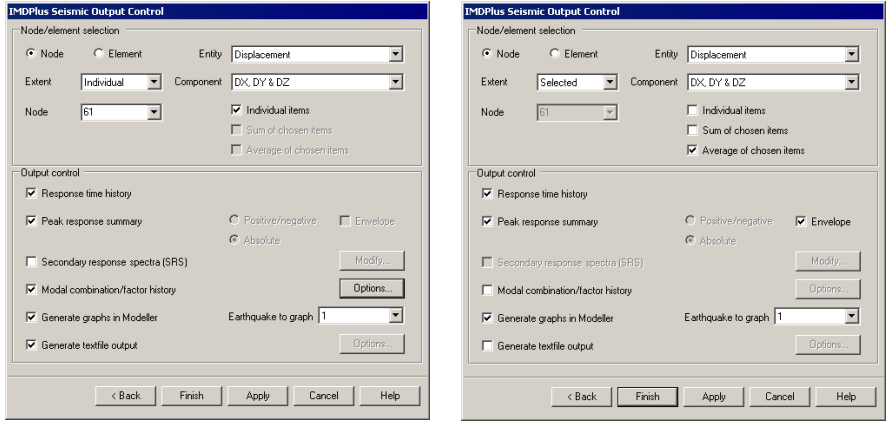 IMDPlus Seismic Output Control
Node/element selection
Node Element Entity Displacement
Extent Individual Component DX, DY & DZ
Node 61 Individual items
Sum of chosen items
Average of chosen items
Output control
Response time history
Peak response summary Positive/negative Envelope
Absolute
Secondary response spectra (SRS) Modify...
Modal combination/factor history Options...
Generate graphs in Modeller Earthquake to graph 1
Generate textfile output Options...
< Back Finish Apply Cancel Help
IMDPlus Seismic Output Control
Node/element selection
Node Element Entity Displacement
Extent Selected Component DX, DY & DZ
Node 61 Individual items
Sum of chosen items
Average of chosen items
Output control
Response time history
Peak response summary Positive/negative Envelope
Absolute
Secondary response spectra (SRS) Modify...
Modal combination/factor history Options...
Generate graphs in Modeller Earthquake to graph 1
Generate textfile output Options...
< Back Finish Apply Cancel Help